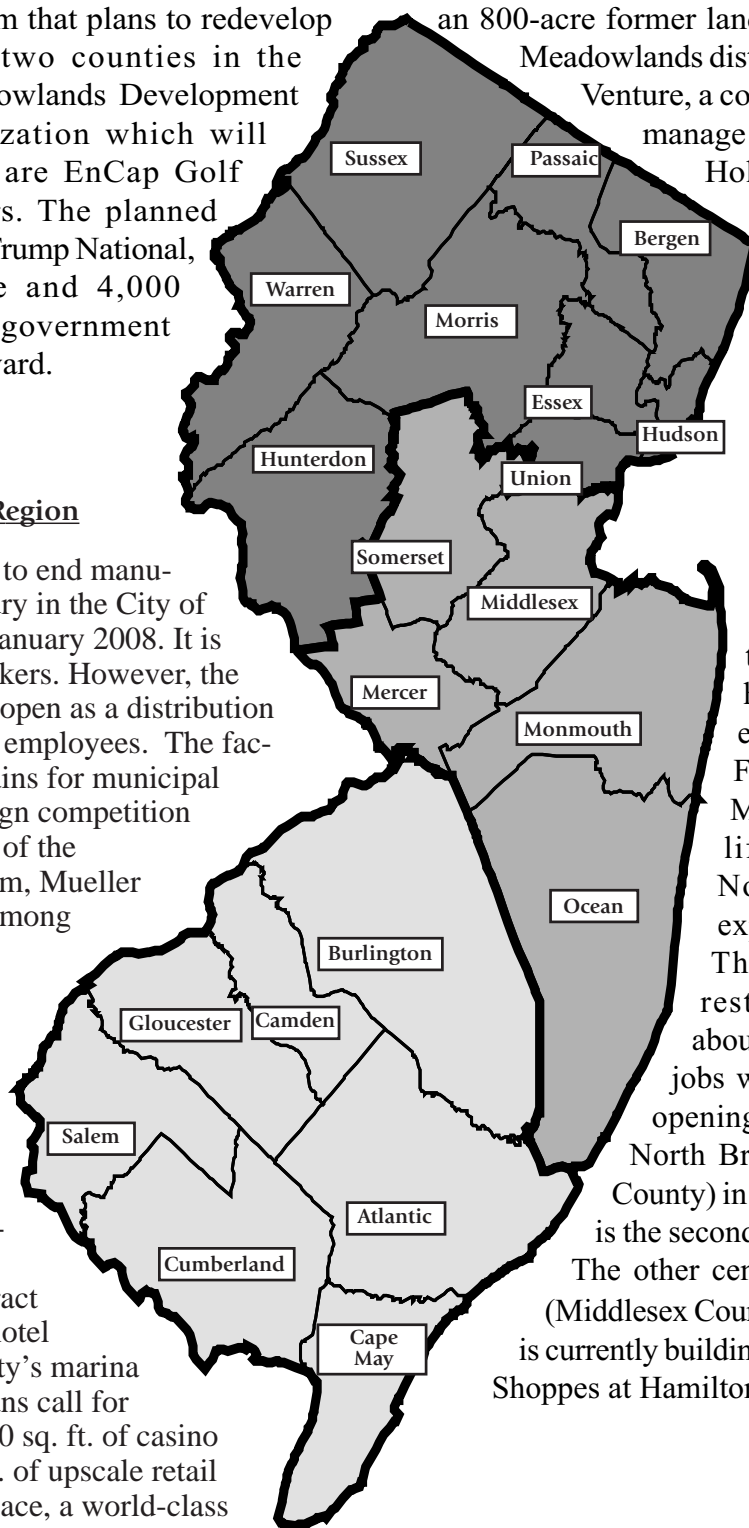 m that plans to redevelop
two counties in the
owlands Development
zation which will
are EnCap Golf
s. The planned
Trump National,
e and 4,000
government
ard.
Region
to end manu-
ry in the City of
anuary 2008. It is
kers. However, the
open as a distribution
employees. The fac-
ins for municipal
gn competition
of the
m, Mueller
mong
-
ract
otel
ty's marina
ns call for
0 sq. ft. of casino
. of upscale retail
ace, a world-class
an 800-acre former land
Meadowlands dist
Venture, a co
manage
Hol
Sussex
Passaic
Bergen
Warren
Morris
Essex
Hudson
Hunterdon
Union
Somerset
Middlesex
Mercer
Monmouth
Ocean
Burlington
Gloucester
Camden
Salem
Atlantic
Cumberland
Cape
May
t
h
e
F
M
lif
No
ex
Th
rest
abou
jobs w
opening
North Br
County) in
is the second
The other cen
(Middlesex Coun
is currently building
Shoppes at Hamilton